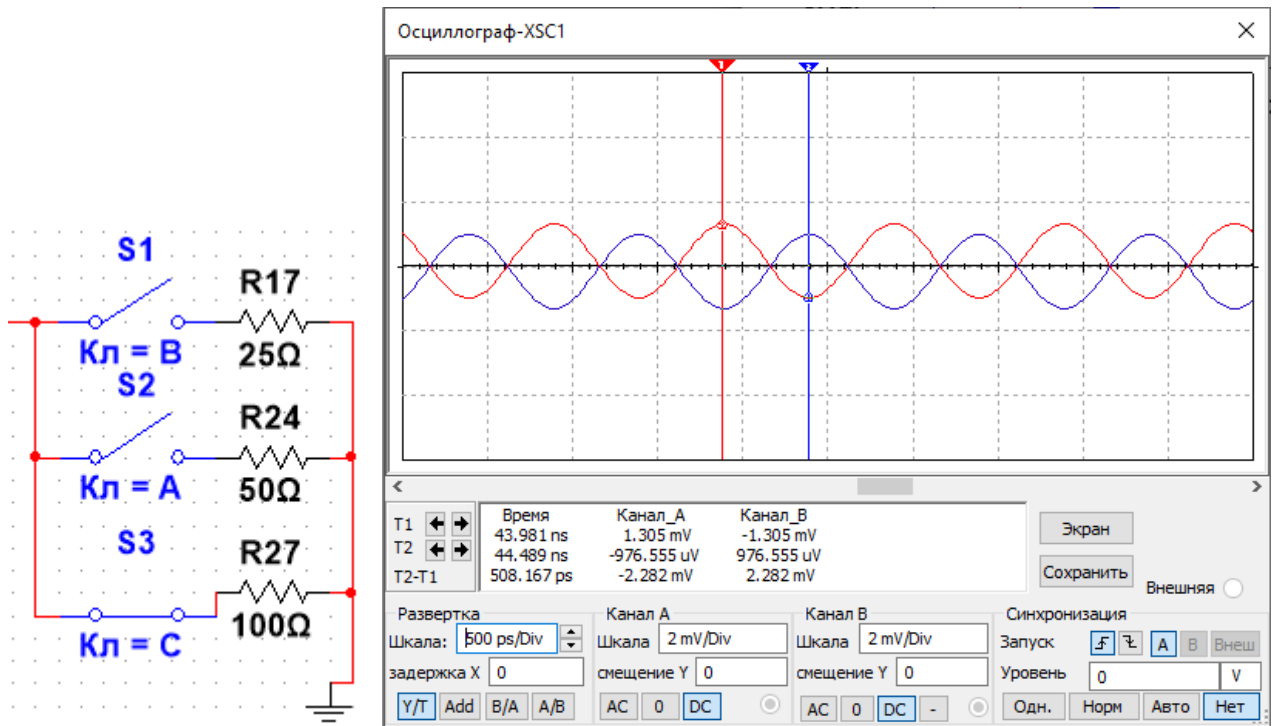 S1
R17
Кл = B
25Ω
S2
R24
Кл = A
50Ω
S3
R27
Кл = C
100Ω
Осциллограф-XSC1
1
2
Время Канал_A Канал_B
T1 43.981 ns 1.305 mV -1.305 mV
T2 44.489 ns -976.555 uV 976.555 uV
T2-T1 508.167 ps -2.282 mV 2.282 mV
Экран
Сохранить
Внешняя
Развертка
Шкала: 500 ps/Div
задержка X 0
Y/T Add B/A A/B
Канал A
Шкала 2 mV/Div
смещение Y 0
AC 0 DC
Канал B
Шкала 2 mV/Div
смещение Y 0
AC 0 DC -
Синхронизация
Запуск A B Внеш
Уровень 0 V
Одн. Норм Авто Нет